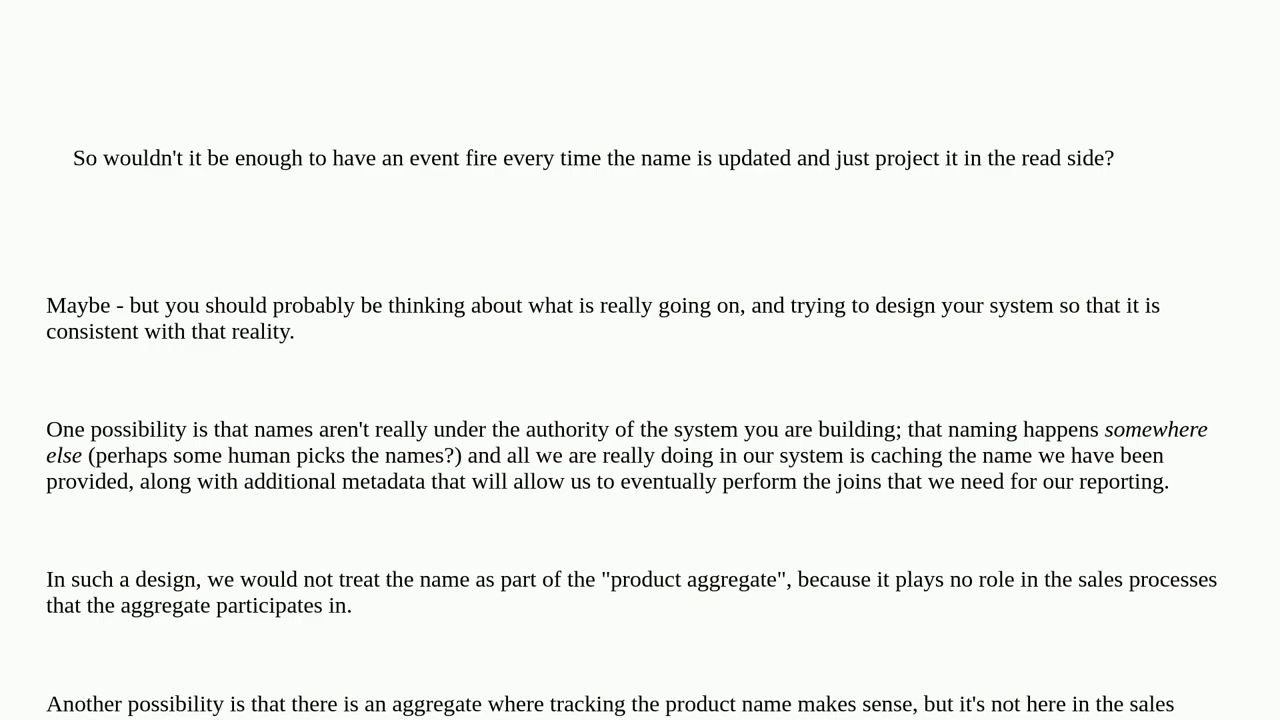 So wouldn't it be enough to have an event fire every time the name is updated and just project it in the read side?
Maybe - but you should probably be thinking about what is really going on, and trying to design your system so that it is
consistent with that reality.
One possibility is that names aren't really under the authority of the system you are building; that naming happens somewhere
else (perhaps some human picks the names?) and all we are really doing in our system is caching the name we have been
provided, along with additional metadata that will allow us to eventually perform the joins that we need for our reporting.
In such a design, we would not treat the name as part of the "product aggregate", because it plays no role in the sales processes
that the aggregate participates in.
Another possibility is that there is an aggregate where tracking the product name makes sense, but it's not here in the sales